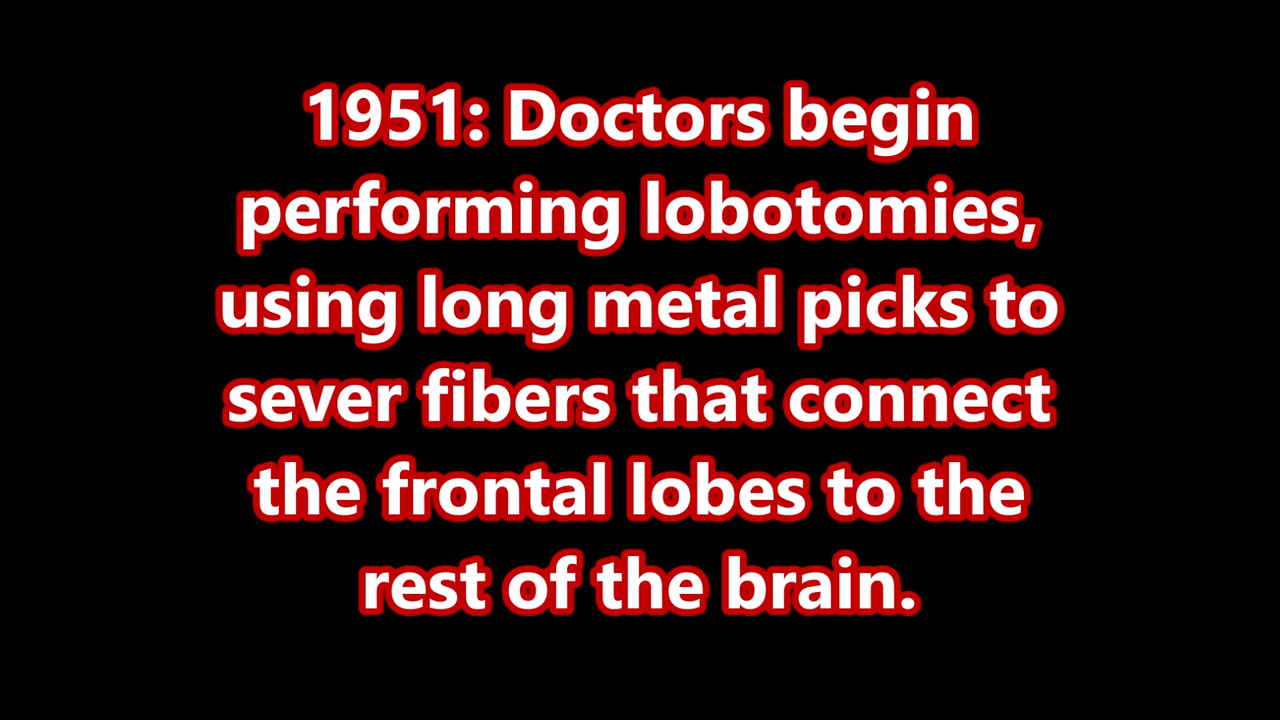 1951: Doctors begin
performing lobotomies,
using long metal picks to
sever fibers that connect
the frontal lobes to the
rest of the brain.